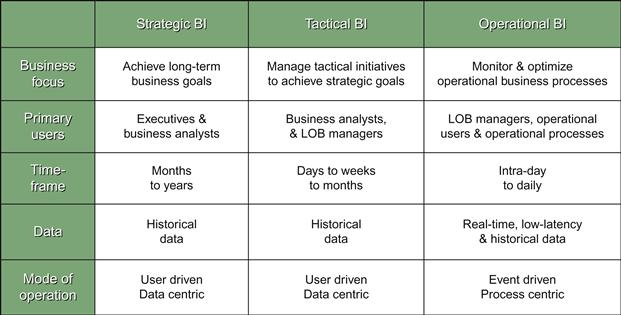 Strategic BI
Tactical BI
Operational BI
Business
focus
Achieve long-term
business goals
Manage tactical initiatives
to achieve strategic goals
Monitor & optimize
operational business processes
Primary
users
Executives &
business analysts
Business analysts,
& LOB managers
LOB managers, operational
users & operational processes
Time-
frame
Months
to years
Days to weeks
to months
Intra-day
to daily
Data
Historical
data
Historical
data
Real-time, low-latency
& historical data
Mode of
operation
User driven
Data centric
User driven
Data centric
Event driven
Process centric